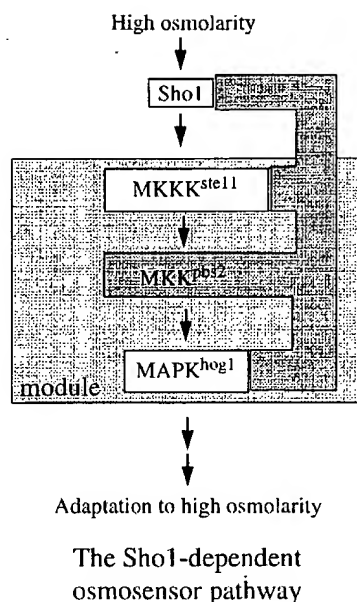 High osmolarity
Sho1
MKKK^ste11
MKK^pbs2
MAPK^hog1
module
Adaptation to high osmolarity
The Sho1-dependent
osmosensor pathway